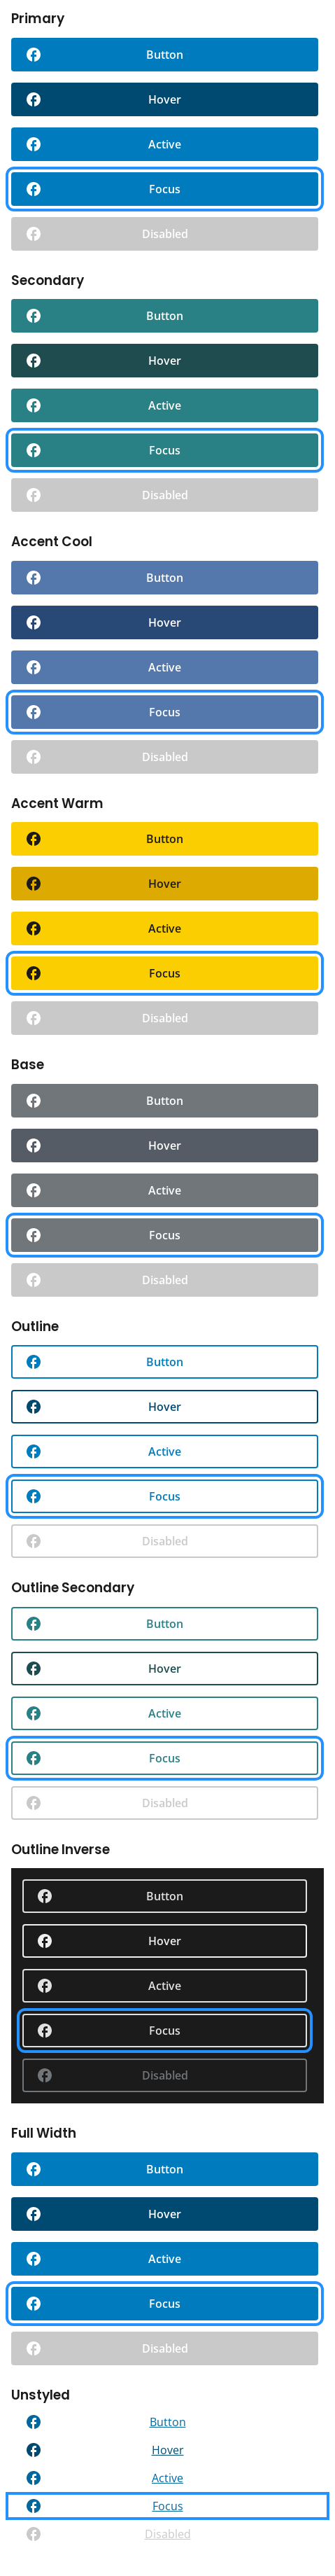 Primary
Button
Hover
Active
Focus
Disabled
Secondary
Button
Hover
Active
Focus
Disabled
Accent Cool
Button
Hover
Active
Focus
Disabled
Accent Warm
Button
Hover
Active
Focus
Disabled
Base
Button
Hover
Active
Focus
Disabled
Outline
Button
Hover
Active
Focus
Disabled
Outline Secondary
Button
Hover
Active
Focus
Disabled
Outline Inverse
Button
Hover
Active
Focus
Disabled
Full Width
Button
Hover
Active
Focus
Disabled
Unstyled
Button
Hover
Active
Focus
Disabled